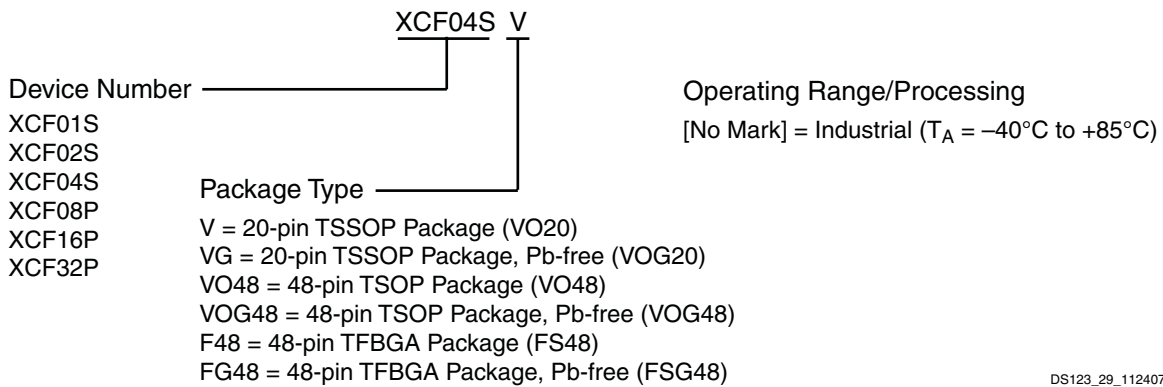 XCF04S V
Device Number
XCF01S
XCF02S
XCF04S
XCF08P
XCF16P
XCF32P
Package Type
V = 20-pin TSSOP Package (VO20)
VG = 20-pin TSSOP Package, Pb-free (VOG20)
VO48 = 48-pin TSOP Package (VO48)
VOG48 = 48-pin TSOP Package, Pb-free (VOG48)
F48 = 48-pin TFBGA Package (FS48)
FG48 = 48-pin TFBGA Package, Pb-free (FSG48)
Operating Range/Processing
[No Mark] = Industrial (TA = –40°C to +85°C)
DS123_29_112407